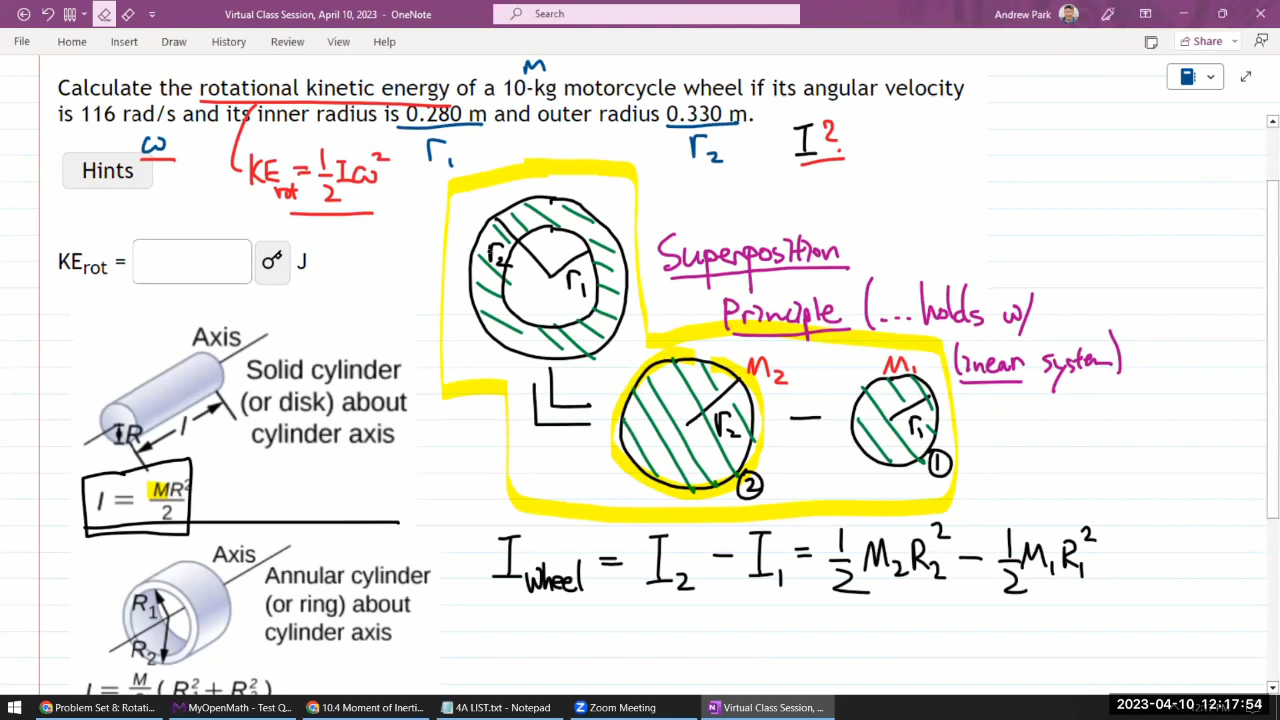 Virtual Class Session, April 10, 2023 - OneNote
Search
Andrew Park
File Home Insert Draw History Review View Help
Share
M
Calculate the rotational kinetic energy of a 10-kg motorcycle wheel if its angular velocity
is 116 rad/s and its inner radius is 0.280 m and outer radius 0.330 m.
ω r₁ r₂ I?
Hints
KE rot = 1/2 Iω²
KErot = J
r₂ r₁
Superposition
Principle (... holds w/
linear system)
M₂ M₁
r₂ - r₁
② ①
Axis
Solid cylinder
(or disk) about
cylinder axis
R l
I = MR²/2
I wheel = I₂ - I₁ = 1/2 M₂R₂² - 1/2 M₁R₁²
Axis
Annular cylinder
(or ring) about
cylinder axis
R₁
R₂
I = M/2 (R₁² + R₂²)
Problem Set 8: Rotati...
MyOpenMath - Test Q...
10.4 Moment of Inerti...
4A LIST.txt - Notepad
Zoom Meeting
Virtual Class Session,...
2023-04-10 12:17:54